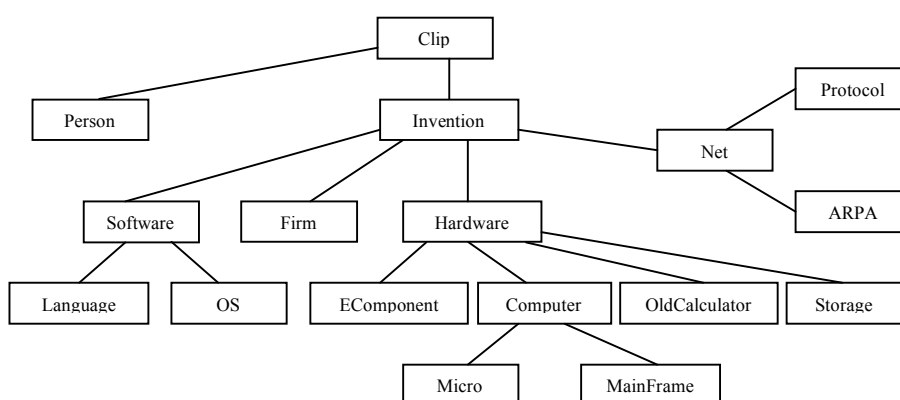 Clip
Protocol
Person
Invention
Net
Software
Firm
Hardware
ARPA
Language
OS
EComponent
Computer
OldCalculator
Storage
Micro
MainFrame